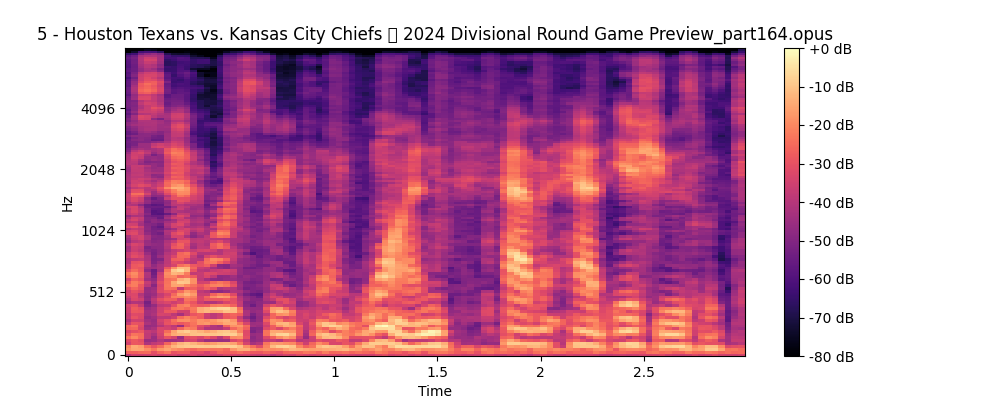 5 - Houston Texans vs. Kansas City Chiefs ▯ 2024 Divisional Round Game Preview_part164.opus
Hz
4096
2048
1024
512
0
0 0.5 1 1.5 2 2.5
Time
+0 dB
-10 dB
-20 dB
-30 dB
-40 dB
-50 dB
-60 dB
-70 dB
-80 dB